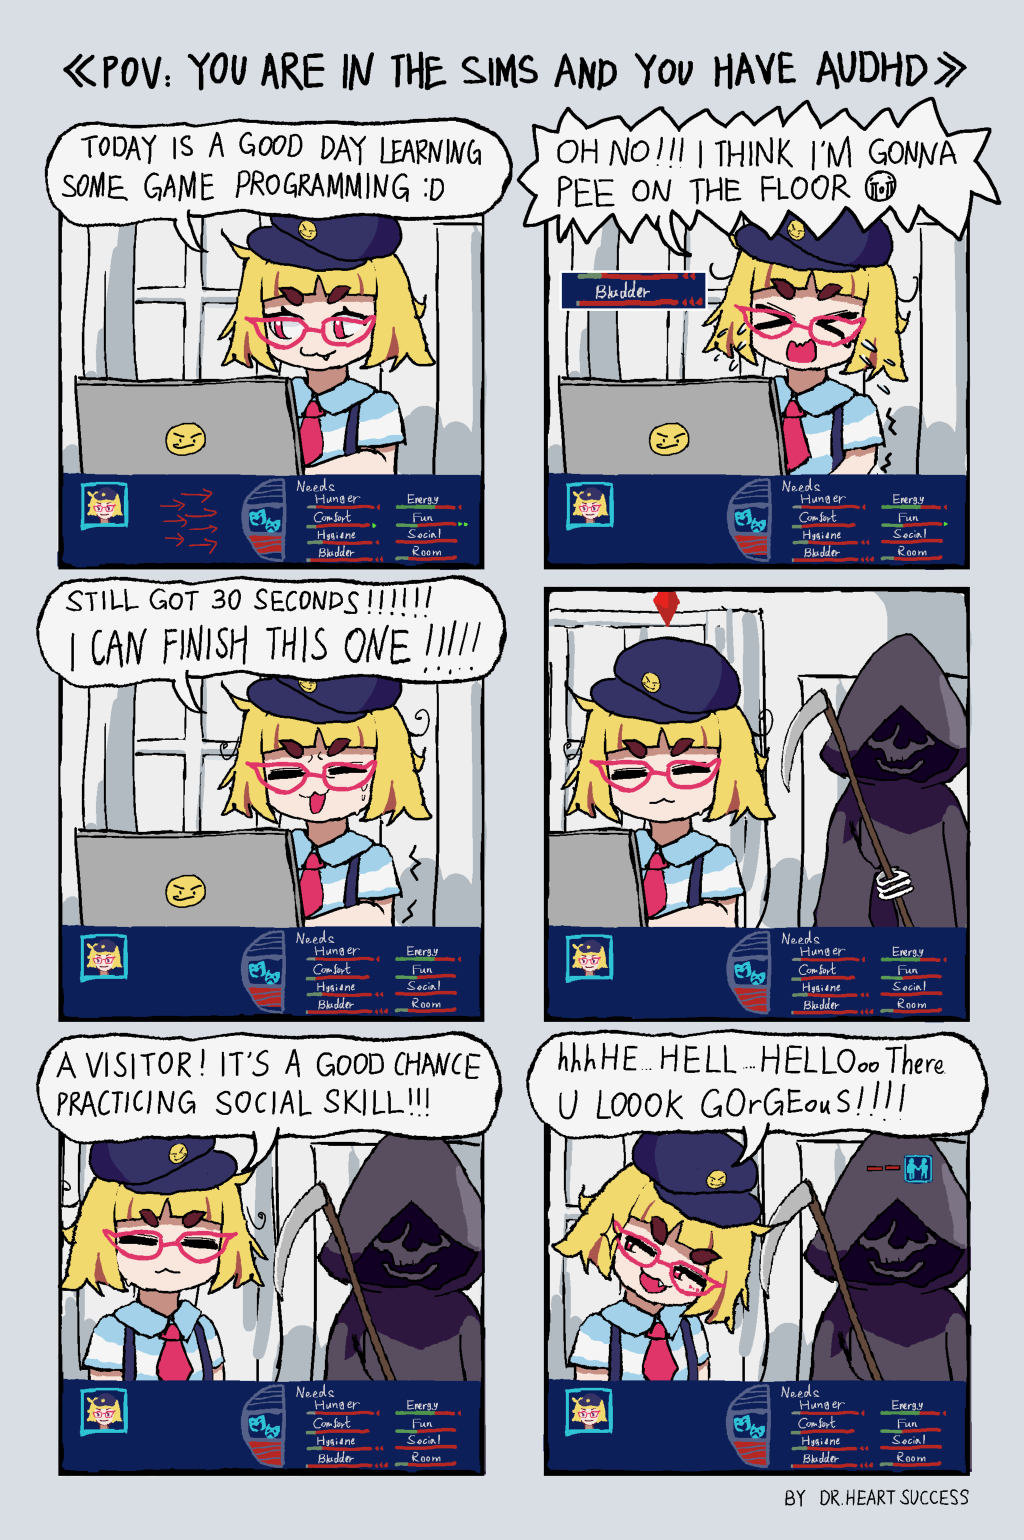 ≪POV: YOU ARE IN THE SIMS AND YOU HAVE AUDHD≫
TODAY IS A GOOD DAY LEARNING
SOME GAME PROGRAMMING :D
Needs
Hunger Energy
Comfort Fun
Hygiene Social
Bladder Room
OH NO!!! I THINK I'M GONNA
PEE ON THE FLOOR 😭
Bladder
Needs
Hunger Energy
Comfort Fun
Hygiene Social
Bladder Room
STILL GOT 30 SECONDS!!!!!!
I CAN FINISH THIS ONE !!!!!
Needs
Hunger Energy
Comfort Fun
Hygiene Social
Bladder Room
Needs
Hunger Energy
Comfort Fun
Hygiene Social
Bladder Room
A VISITOR! IT'S A GOOD CHANCE
PRACTICING SOCIAL SKILL!!!
Needs
Hunger Energy
Comfort Fun
Hygiene Social
Bladder Room
hhhHE... HELL ... HELLOoo There
U LOOOK GOrGEouS!!!!
Needs
Hunger Energy
Comfort Fun
Hygiene Social
Bladder Room
BY DR.HEART SUCCESS